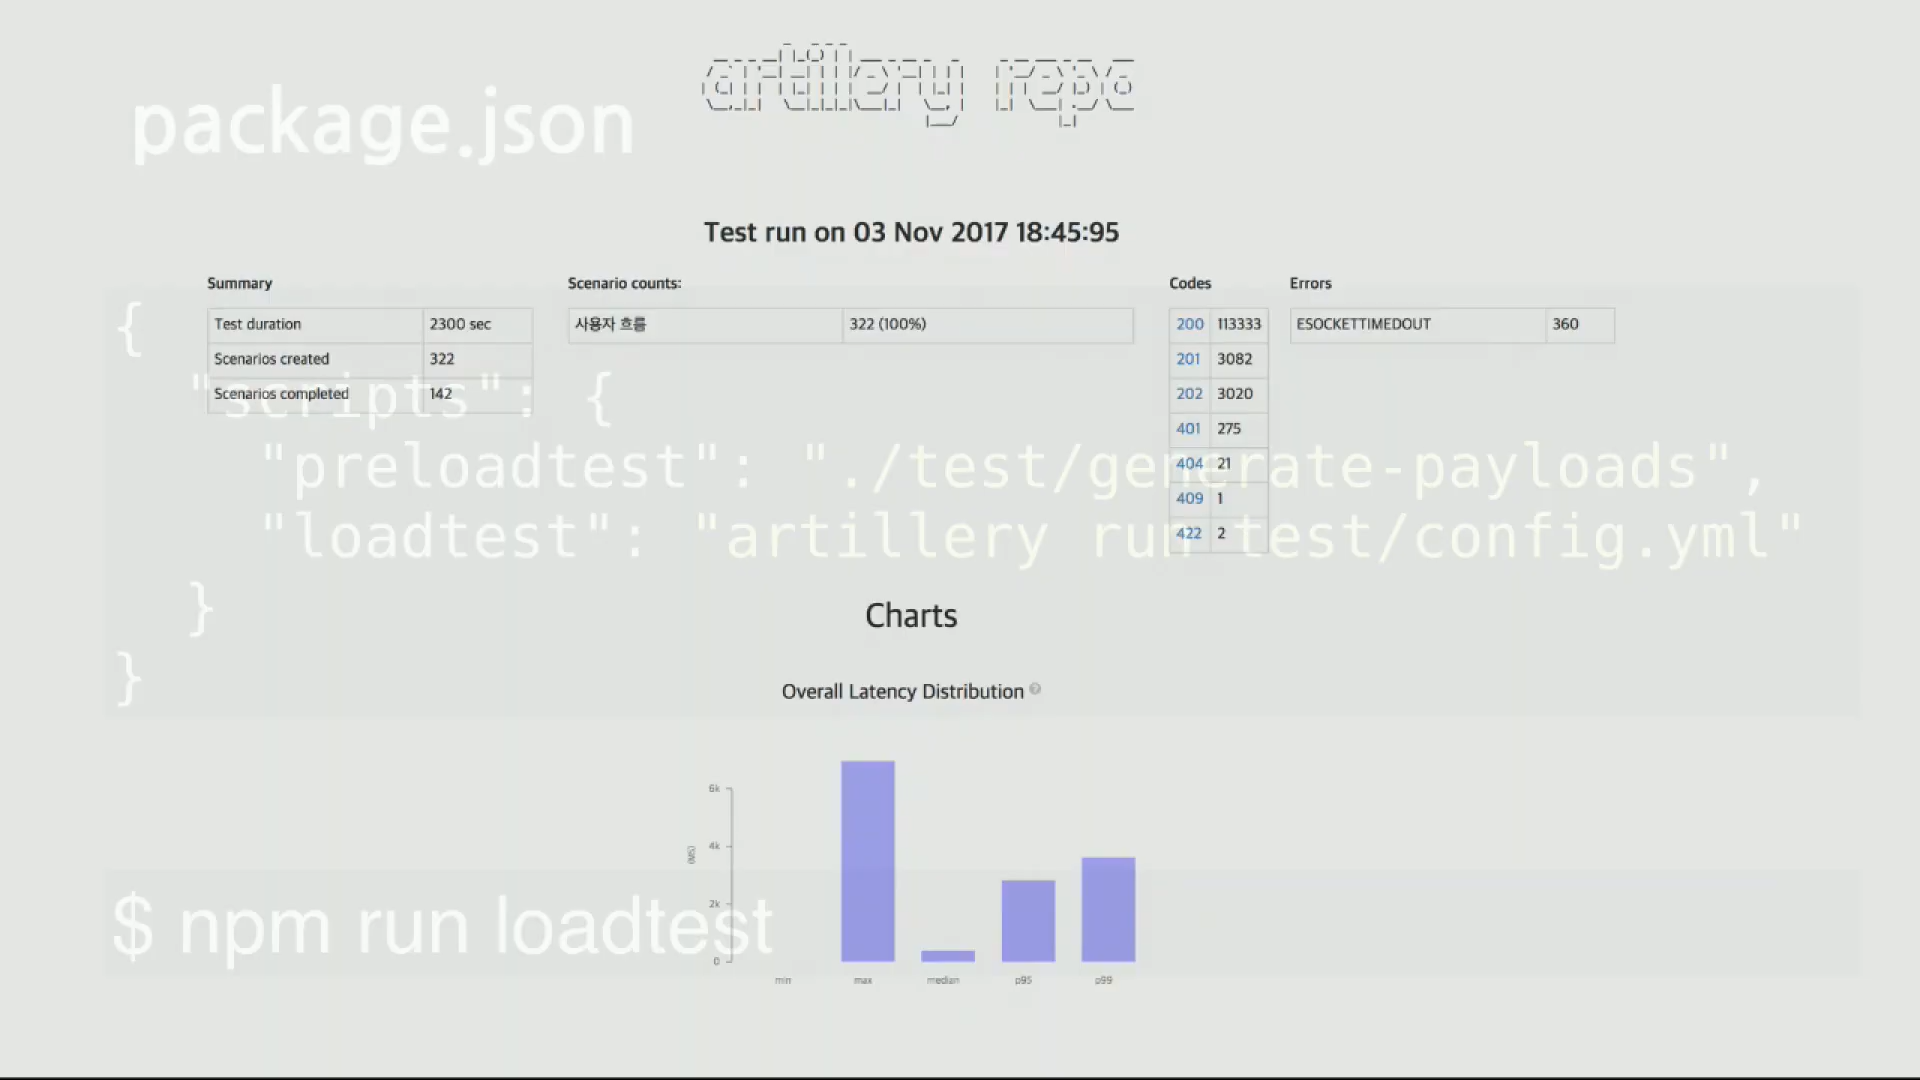 artillery repo
package.json
Test run on 03 Nov 2017 18:45:95
Summary
Test duration 2300 sec
Scenarios created 322
Scenarios completed 142
Scenario counts:
사용자 흐름 322 (100%)
Codes
200 113333
201 3082
202 3020
401 275
404 21
409 1
422 2
Errors
ESOCKETTIMEDOUT 360
{
"scripts": {
"preloadtest": "./test/generate-payloads",
"loadtest": "artillery run test/config.yml"
}
}
Charts
Overall Latency Distribution ?
(MS)
6k
4k
2k
0
min max median p95 p99
$ npm run loadtest